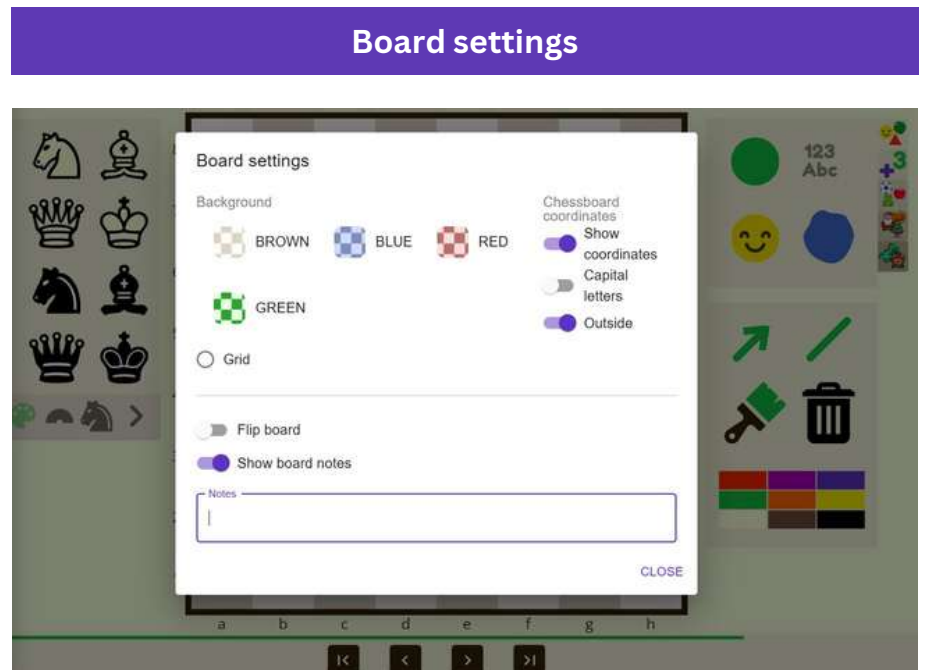 Board settings
123
Abc
3
Board settings
Background
BROWN
BLUE
RED
GREEN
Grid
Chessboard
coordinates
Show
coordinates
Capital
letters
Outside
Flip board
Show board notes
Notes
CLOSE
a b c d e f g h